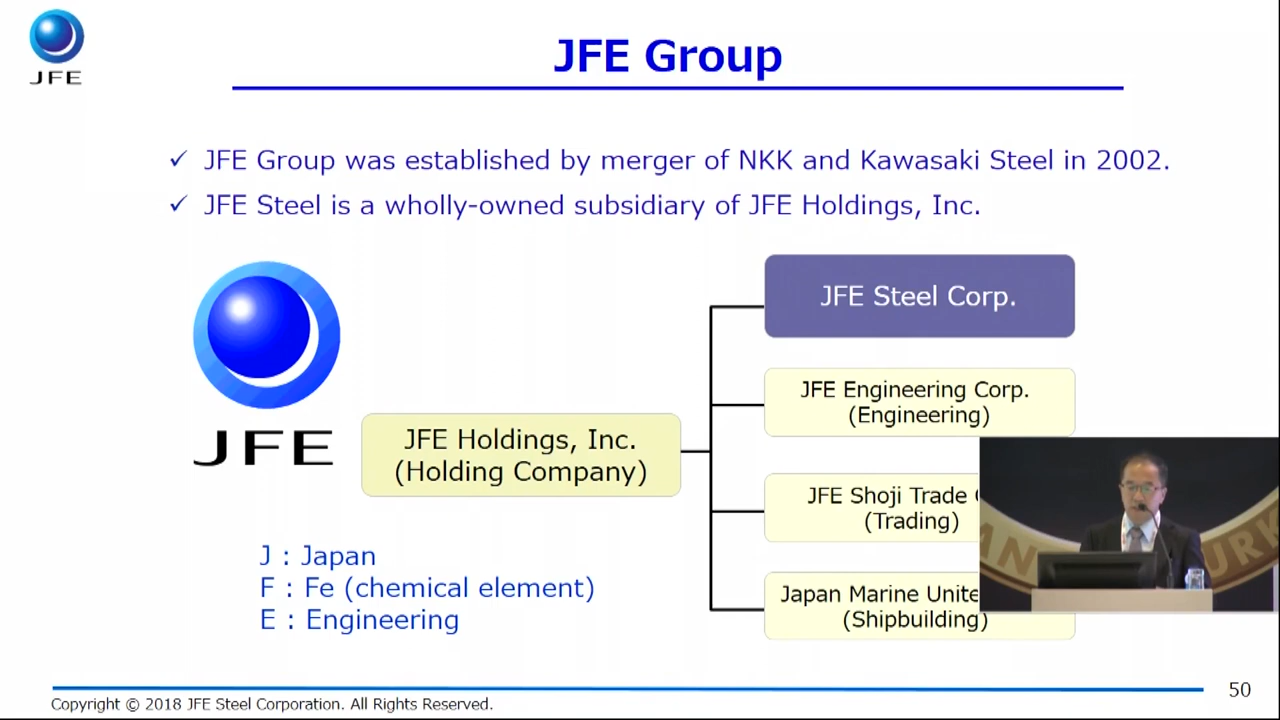 JFE
JFE Group
✓ JFE Group was established by merger of NKK and Kawasaki Steel in 2002.
✓ JFE Steel is a wholly-owned subsidiary of JFE Holdings, Inc.
JFE
JFE Holdings, Inc.
(Holding Company)
JFE Steel Corp.
JFE Engineering Corp.
(Engineering)
JFE Shoji Trade
(Trading)
Japan Marine Unite
(Shipbuilding)
J : Japan
F : Fe (chemical element)
E : Engineering
Copyright © 2018 JFE Steel Corporation. All Rights Reserved.
50